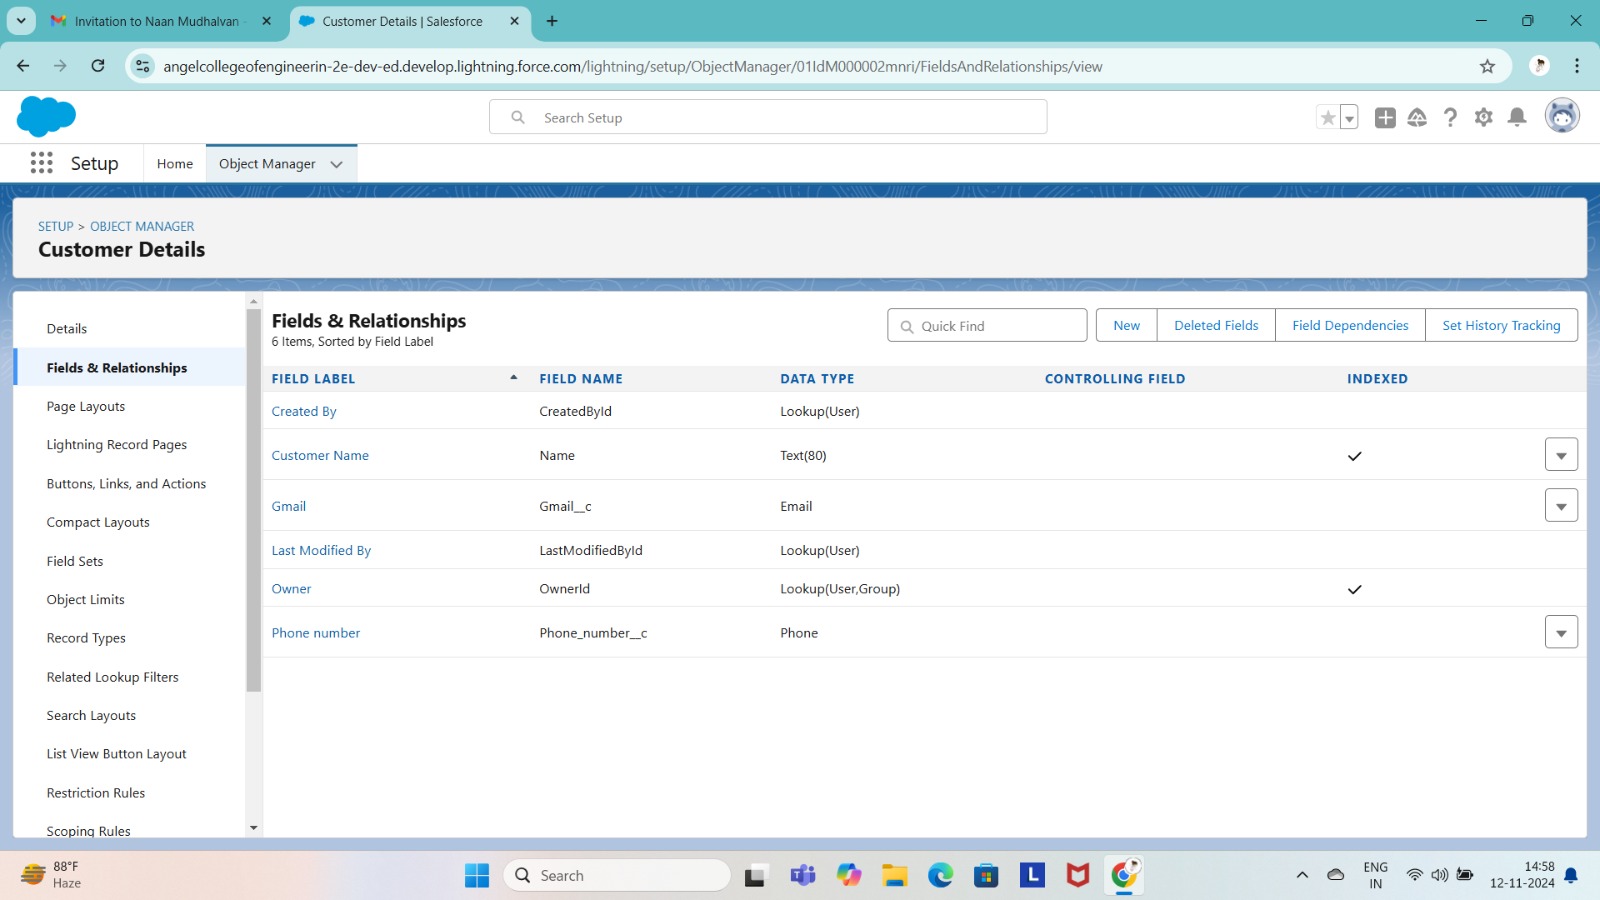 Invitation to Naan Mudhalvan
Customer Details | Salesforce
angelcollegeofengineerin-2e-dev-ed.develop.lightning.force.com/lightning/setup/ObjectManager/01IdM000002mnri/FieldsAndRelationships/view
Search Setup
Setup
Home
Object Manager
SETUP > OBJECT MANAGER
Customer Details
Details
Fields & Relationships
Page Layouts
Lightning Record Pages
Buttons, Links, and Actions
Compact Layouts
Field Sets
Object Limits
Record Types
Related Lookup Filters
Search Layouts
List View Button Layout
Restriction Rules
Scoping Rules
Fields & Relationships
6 Items, Sorted by Field Label
Quick Find
New
Deleted Fields
Field Dependencies
Set History Tracking
FIELD LABEL FIELD NAME DATA TYPE CONTROLLING FIELD INDEXED
Created By CreatedById Lookup(User)
Customer Name Name Text(80)
Gmail Gmail__c Email
Last Modified By LastModifiedById Lookup(User)
Owner OwnerId Lookup(User,Group)
Phone number Phone_number__c Phone
88°F
Haze
Search
L
ENG
IN
14:58
12-11-2024